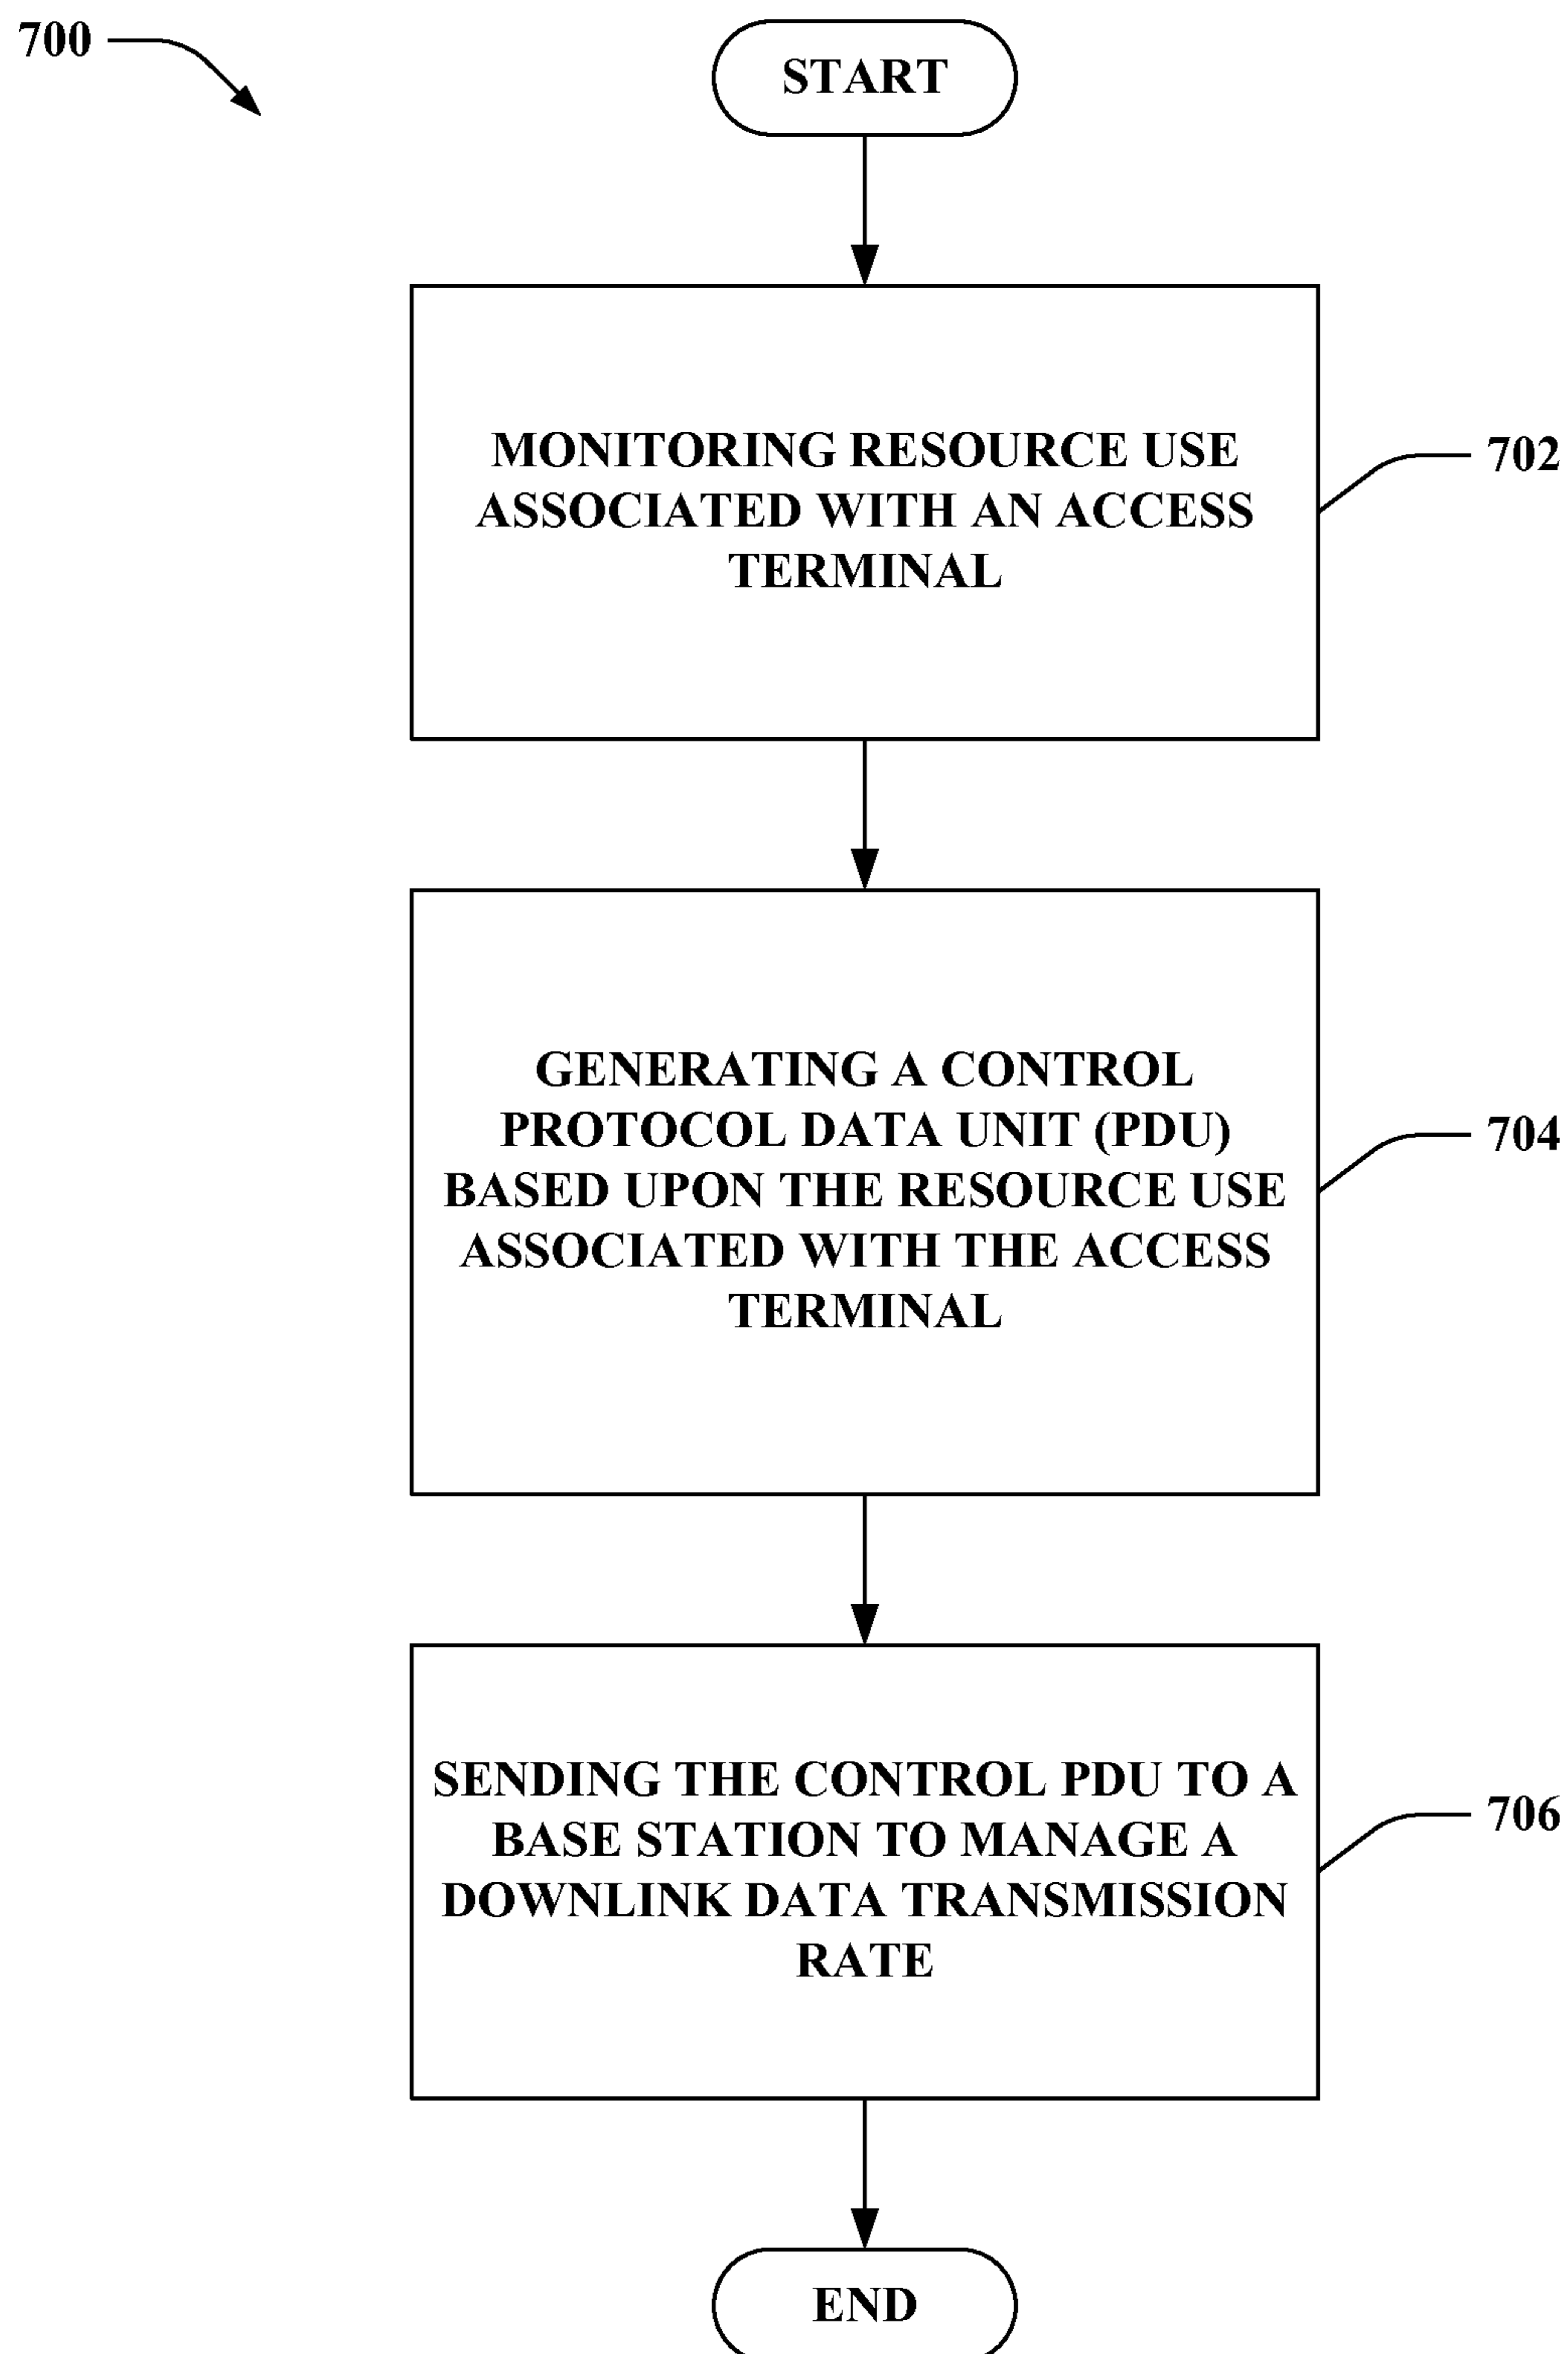 700
START
MONITORING RESOURCE USE
ASSOCIATED WITH AN ACCESS
TERMINAL
702
GENERATING A CONTROL
PROTOCOL DATA UNIT (PDU)
BASED UPON THE RESOURCE USE
ASSOCIATED WITH THE ACCESS
TERMINAL
704
SENDING THE CONTROL PDU TO A
BASE STATION TO MANAGE A
DOWNLINK DATA TRANSMISSION
RATE
706
END